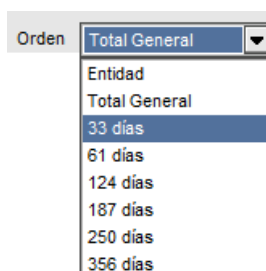 Orden Total General
Entidad
Total General
33 días
61 días
124 días
187 días
250 días
356 días